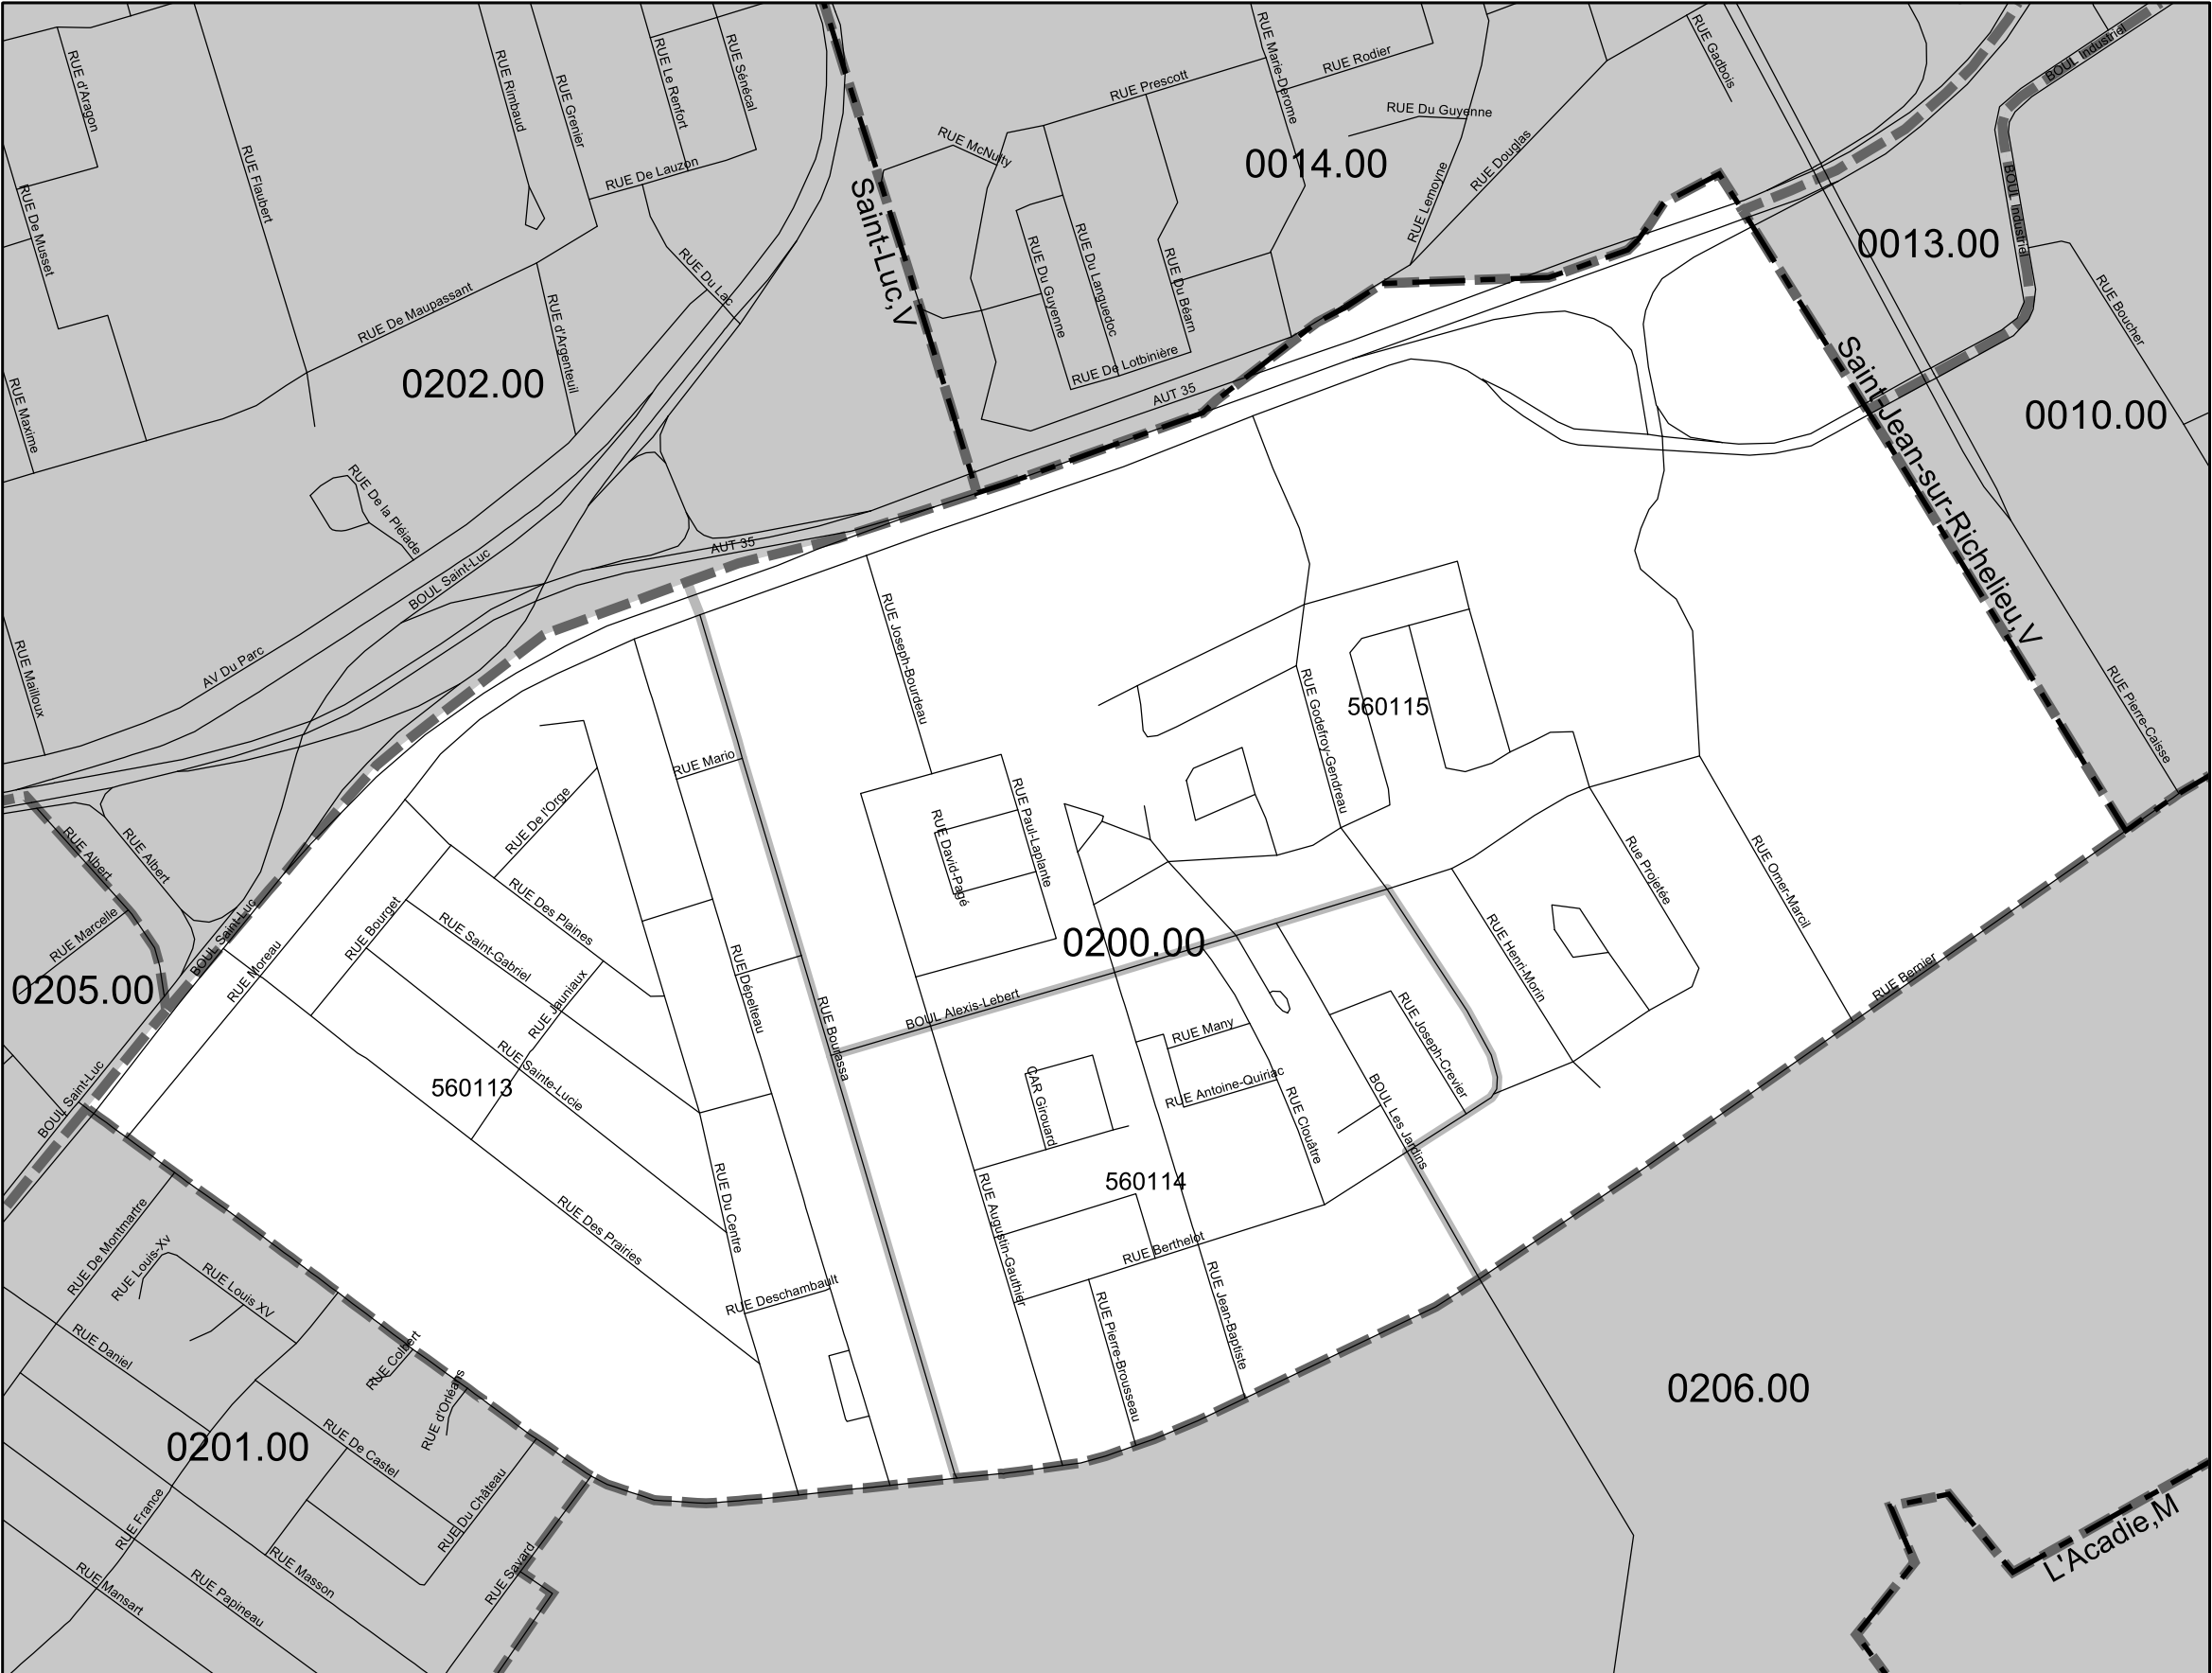 RUE d'Aragon
RUE Flaubert
RUE De Musset
RUE Maxime
RUE Mailloux
RUE Rimbaud
RUE Grenier
RUE Le Renfort
RUE Sénécal
RUE De Lauzon
RUE Du Lac
RUE De Maupassant
RUE d'Argenteuil
0202.00
RUE De la Pléiade
BOUL Saint-Luc
AV Du Parc
AUT 35
Saint-Luc,V
RUE McNulty
RUE Prescott
RUE Marie-Derome
RUE Rodier
RUE Du Guyenne
0014.00
RUE Lemoyne
RUE Douglas
RUE Gadbois
RUE Du Guyenne
RUE Du Languedoc
RUE Du Béarn
RUE De Lotbinière
AUT 35
BOUL Industriel
BOUL Industriel
0013.00
RUE Boucher
0010.00
Saint-Jean-sur-Richelieu,V
RUE Pierre-Caisse
RUE Albert
RUE Albert
RUE Marcelle
0205.00
BOUL Saint-Luc
BOUL Saint-Luc
RUE Moreau
RUE Bourget
RUE De l'Orge
RUE Des Plaines
RUE Saint-Gabriel
RUE Jauniaux
RUE Sainte-Lucie
560113
RUE Des Prairies
RUE Mario
RUE Dépelteau
RUE Bourassa
RUE Du Centre
RUE Deschambault
RUE Joseph-Bourdeau
RUE Paul-Laplante
RUE David-Pagé
0200.00
BOUL Alexis-Lebert
RUE Godefroy-Gendreau
560115
Rue Projetée
RUE Omer-Marcil
RUE Henri-Morin
RUE Bernier
RUE Many
RUE Antoine-Quiriac
RUE Clouâtre
RUE Joseph-Crevier
BOUL Les Jardins
CAR Girouard
560114
RUE Augustin-Gauthier
RUE Berthelot
RUE Jean-Baptiste
RUE Pierre-Brousseau
RUE De Montmartre
RUE Louis-Xv
RUE Louis XV
RUE Daniel
RUE Colbert
RUE d'Orléans
0201.00
RUE De Castel
RUE Du Château
RUE France
RUE Masson
RUE Savard
RUE Mansart
RUE Papineau
0206.00
L'Acadie,M